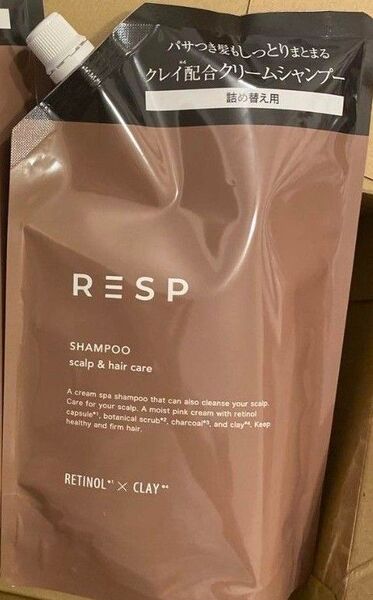 パサつき髪もしっとりまとまる
クレイ*4配合クリームシャンプー
詰め替え用
RESP
SHAMPOO
scalp & hair care
A cream spa shampoo that can also cleanse your scalp.
Care for your scalp. A moist pink cream with retinol
capsule*1, botanical scrub*2, charcoal*3, and clay*4. Keep
healthy and firm hair.
RETINOL*1 × CLAY*4